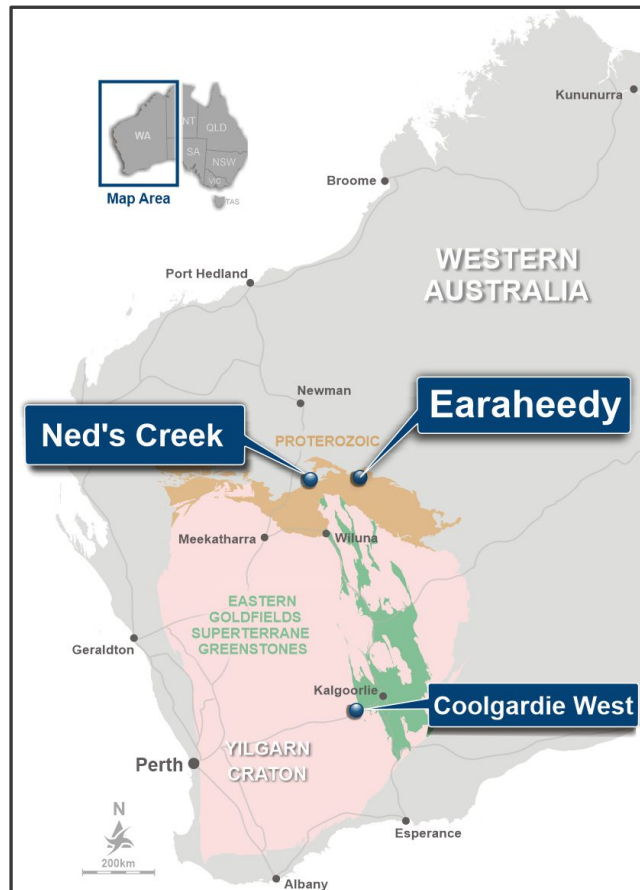 WA
NT
QLD
SA
NSW
VIC
TAS
Map Area
Kununurra
Broome
WESTERN
AUSTRALIA
Port Hedland
Newman
Earaheedy
Ned's Creek
PROTEROZOIC
Meekatharra
Wiluna
EASTERN
GOLDFIELDS
SUPERTERRANE
GREENSTONES
Geraldton
Kalgoorlie
Coolgardie West
YILGARN
CRATON
Perth
N
200km
Esperance
Albany